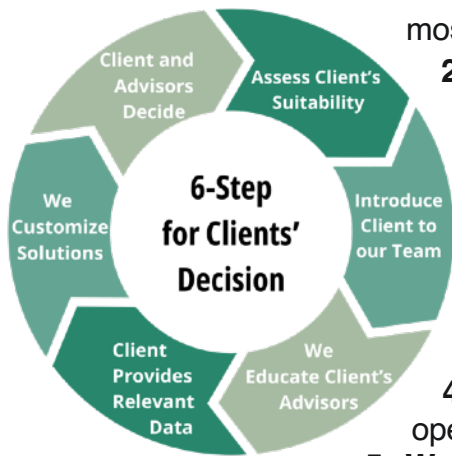 6-Step
for Clients'
Decision
Assess Client's
Suitability
Introduce
Client to
our Team
We
Educate Client's
Advisors
Client
Provides
Relevant
Data
We
Customize
Solutions
Client and
Advisors
Decide
2
4
ope